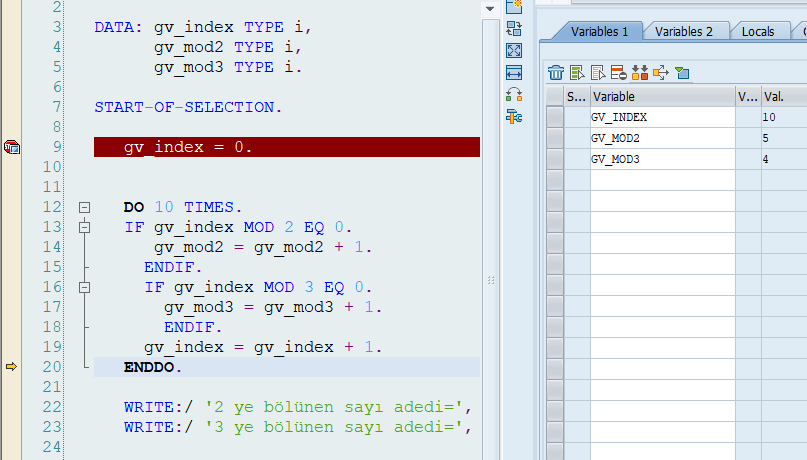 2
3 DATA: gv_index TYPE i,
4 gv_mod2 TYPE i,
5 gv_mod3 TYPE i.
6
7 START-OF-SELECTION.
8
9 gv_index = 0.
10
11
12 DO 10 TIMES.
13 IF gv_index MOD 2 EQ 0.
14 gv_mod2 = gv_mod2 + 1.
15 ENDIF.
16 IF gv_index MOD 3 EQ 0.
17 gv_mod3 = gv_mod3 + 1.
18 ENDIF.
19 gv_index = gv_index + 1.
20 ENDDO.
21
22 WRITE:/ '2 ye bölünen sayı adedi=',
23 WRITE:/ '3 ye bölünen sayı adedi=',
24
Variables 1 Variables 2 Locals
S... Variable V... Val.
GV_INDEX 10
GV_MOD2 5
GV_MOD3 4